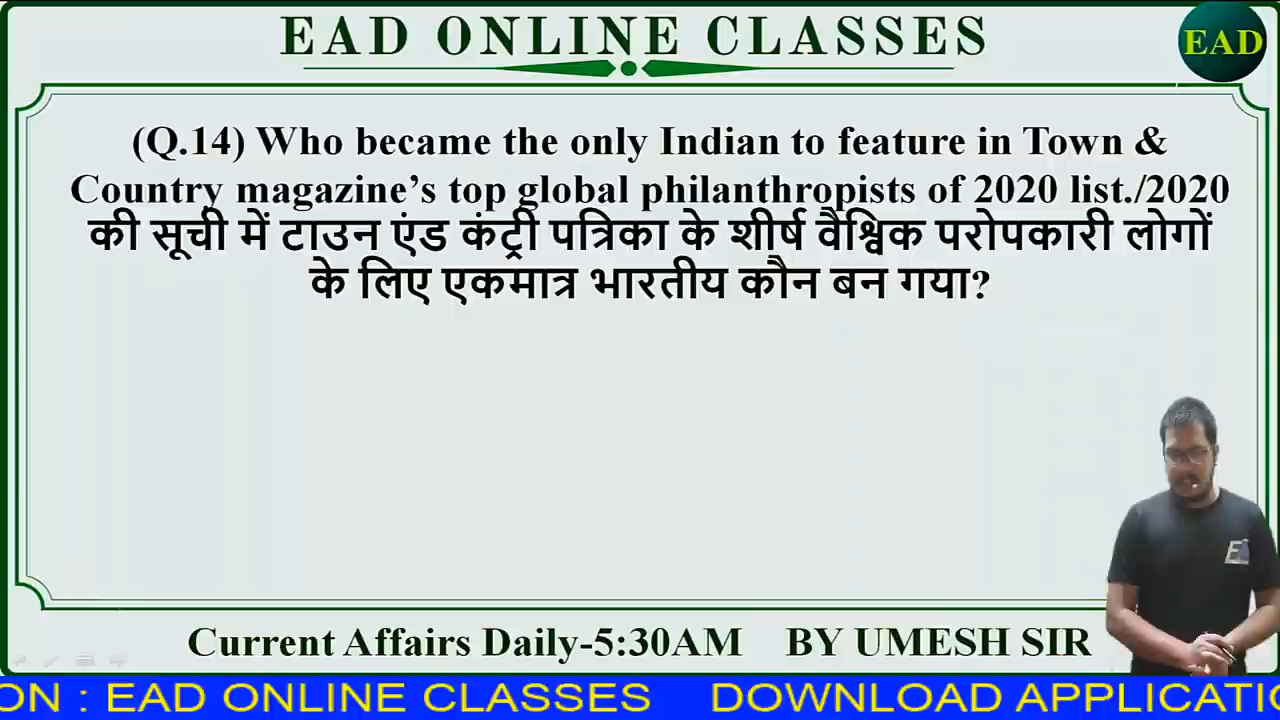 EAD ONLINE CLASSES
EAD
(Q.14) Who became the only Indian to feature in Town &
Country magazine’s top global philanthropists of 2020 list./2020
की सूची में टाउन एंड कंट्री पत्रिका के शीर्ष वैश्विक परोपकारी लोगों
के लिए एकमात्र भारतीय कौन बन गया?
Current Affairs Daily-5:30AM BY UMESH SIR
ON : EAD ONLINE CLASSES DOWNLOAD APPLICATIO